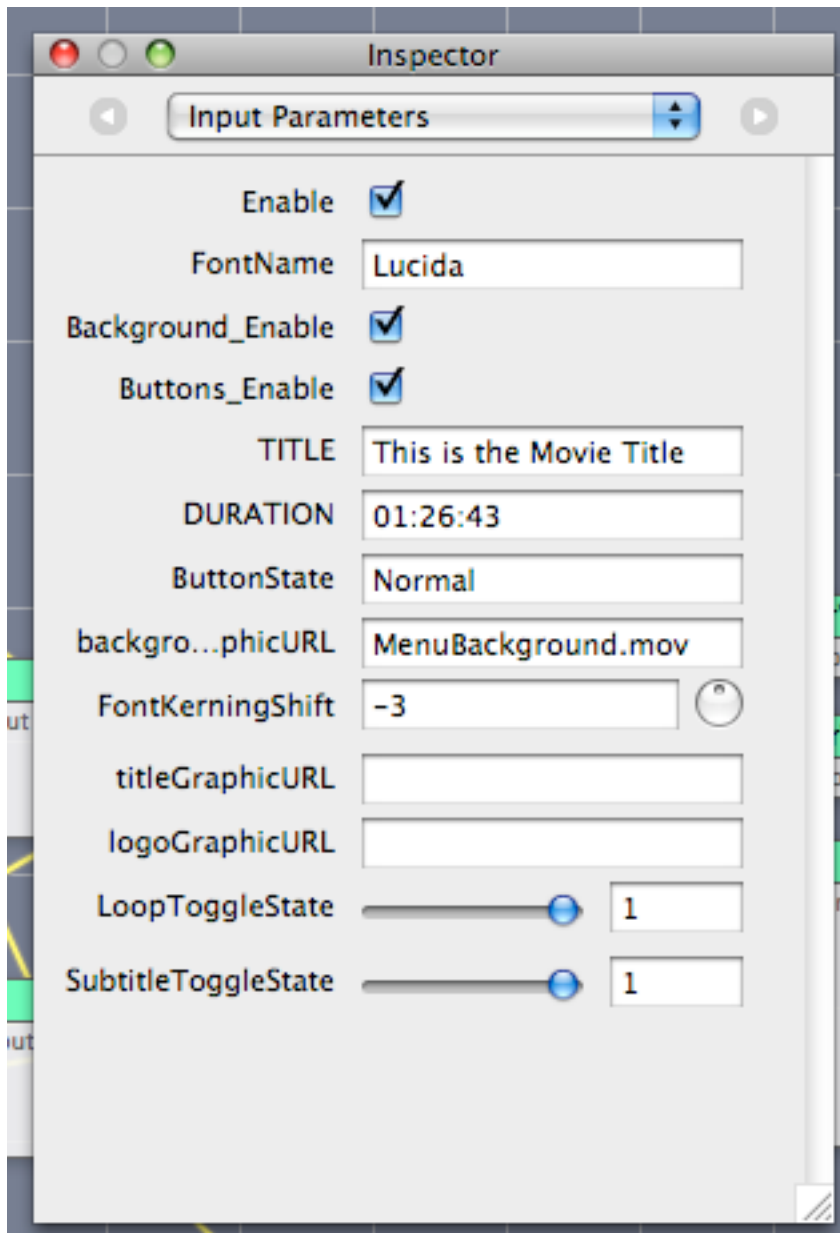 Inspector
Input Parameters
Enable
FontName Lucida
Background_Enable
Buttons_Enable
TITLE This is the Movie Title
DURATION 01:26:43
ButtonState Normal
backgro...phicURL MenuBackground.mov
FontKerningShift -3
titleGraphicURL
logoGraphicURL
LoopToggleState 1
SubtitleToggleState 1